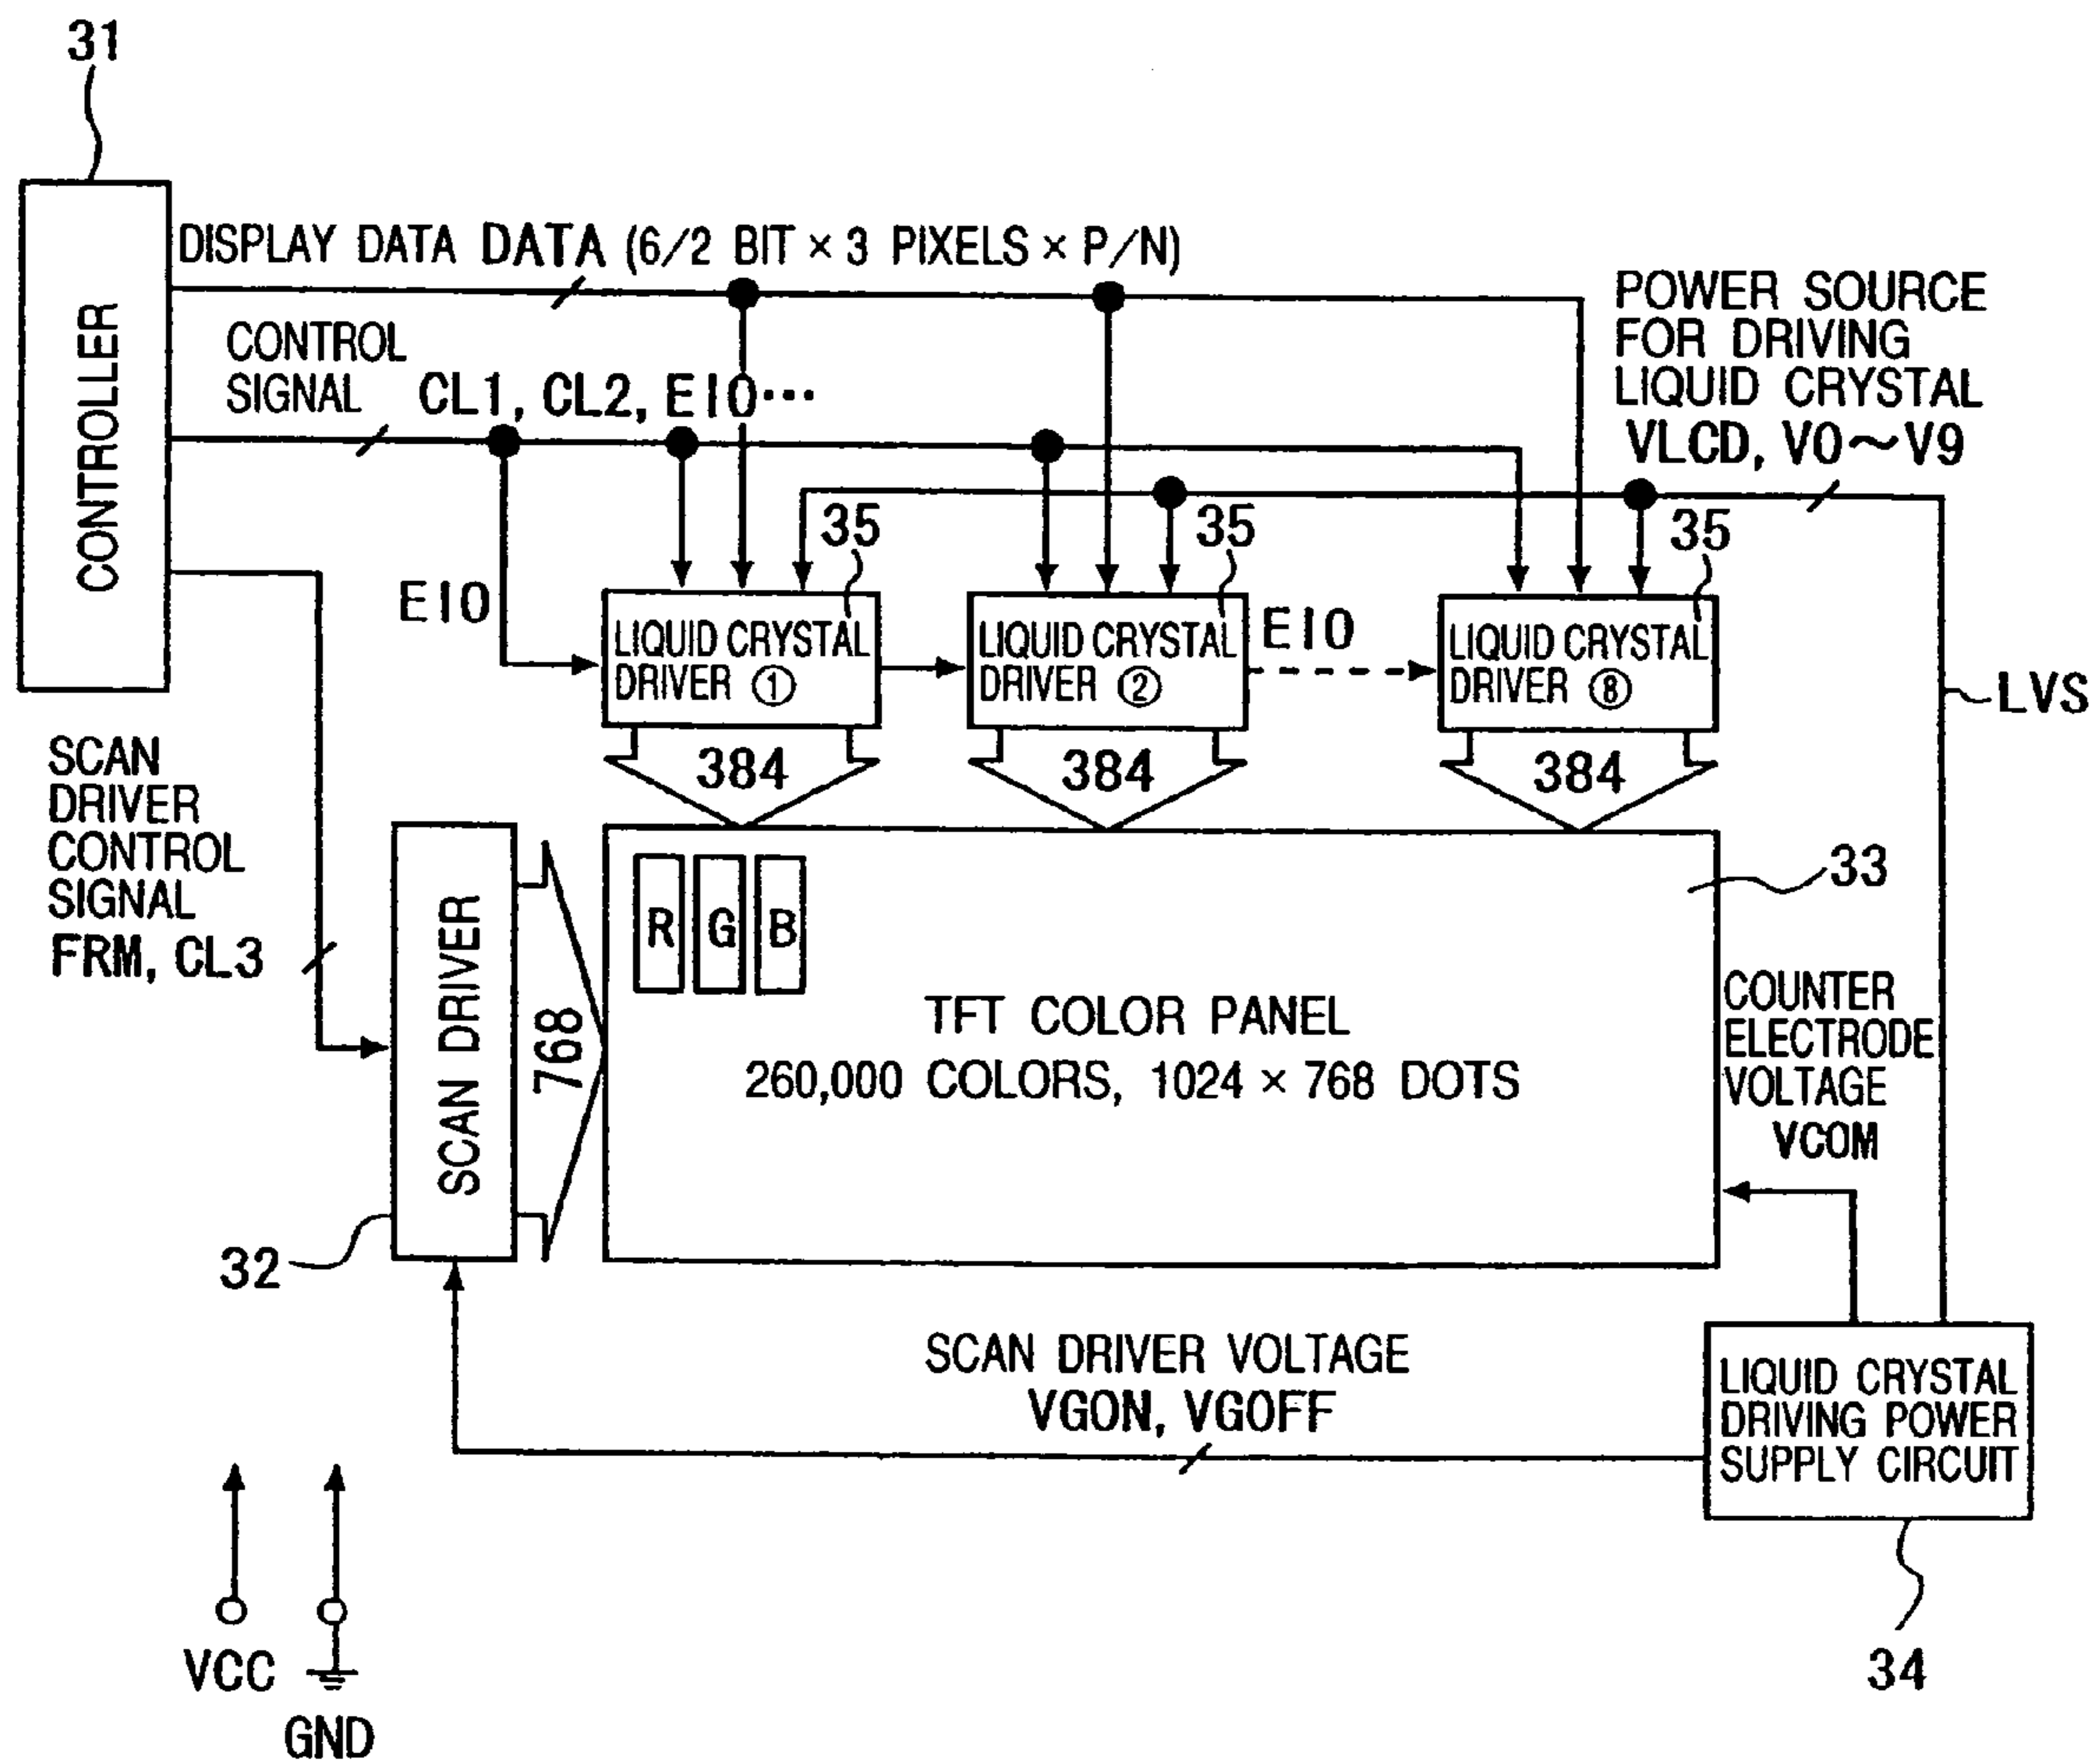 31
CONTROLLER
DISPLAY DATA DATA (6/2 BIT × 3 PIXELS × P/N)
CONTROL
SIGNAL CL1, CL2, EIO···
POWER SOURCE
FOR DRIVING
LIQUID CRYSTAL
VLCD, V0～V9
EIO
35
LIQUID CRYSTAL
DRIVER ①
384
35
LIQUID CRYSTAL
DRIVER ②
384
EIO
35
LIQUID CRYSTAL
DRIVER ⑧
384
LVS
SCAN
DRIVER
CONTROL
SIGNAL
FRM, CL3
SCAN DRIVER
768
32
R G B
TFT COLOR PANEL
260,000 COLORS, 1024 × 768 DOTS
33
COUNTER
ELECTRODE
VOLTAGE
VCOM
SCAN DRIVER VOLTAGE
VGON, VGOFF
LIQUID CRYSTAL
DRIVING POWER
SUPPLY CIRCUIT
34
VCC
GND